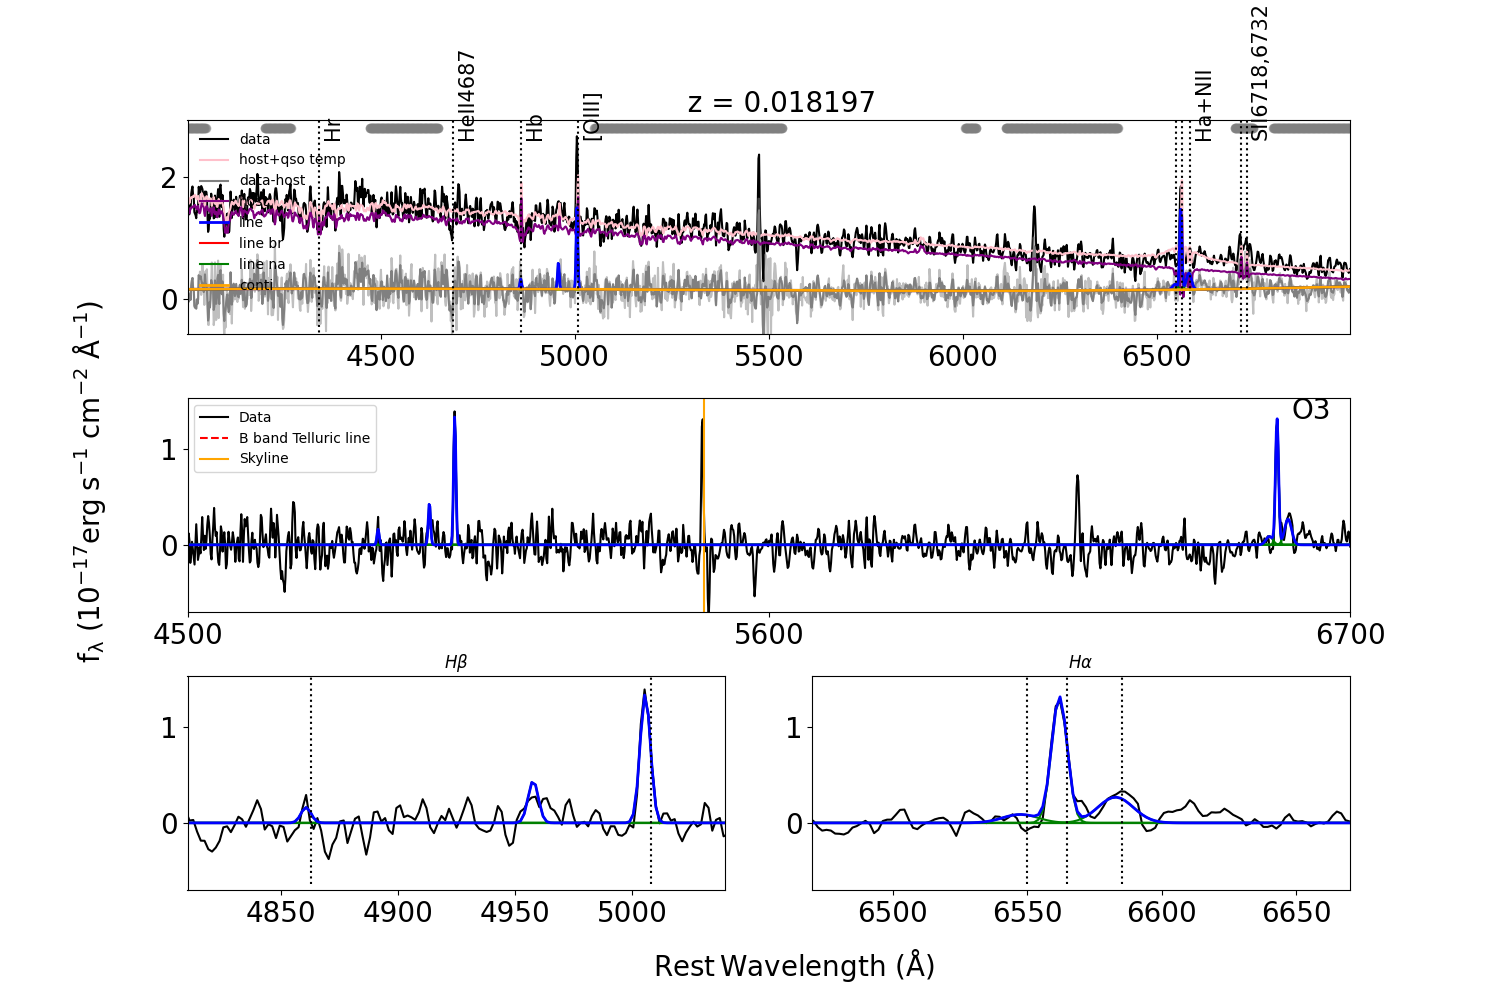 z = 0.018197
Hr
HeII4687
Hb
[OIII]
Ha+NII
SII6718,6732
data
host+qso temp
data-host
line
line br
line na
conti
2
0
4500 5000 5500 6000 6500
Data
B band Telluric line
Skyline
O3
1
0
4500 5600 6700
fλ (10⁻¹⁷erg s⁻¹ cm⁻² Å⁻¹)
Hβ
1
0
4850 4900 4950 5000
Hα
1
0
6500 6550 6600 6650
Rest Wavelength (Å)